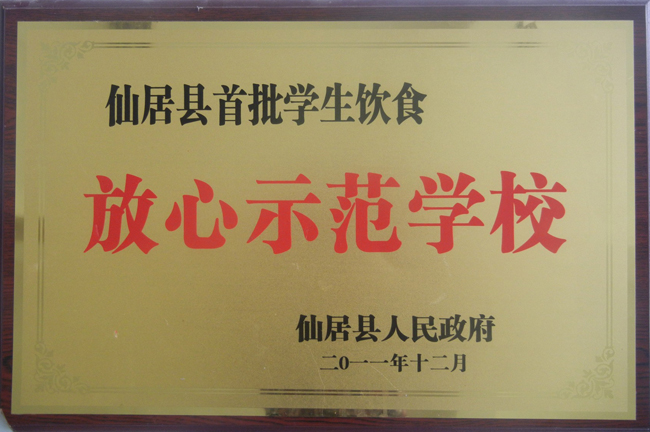 仙居县首批学生饮食
放心示范学校
仙居县人民政府
二0一一年十二月